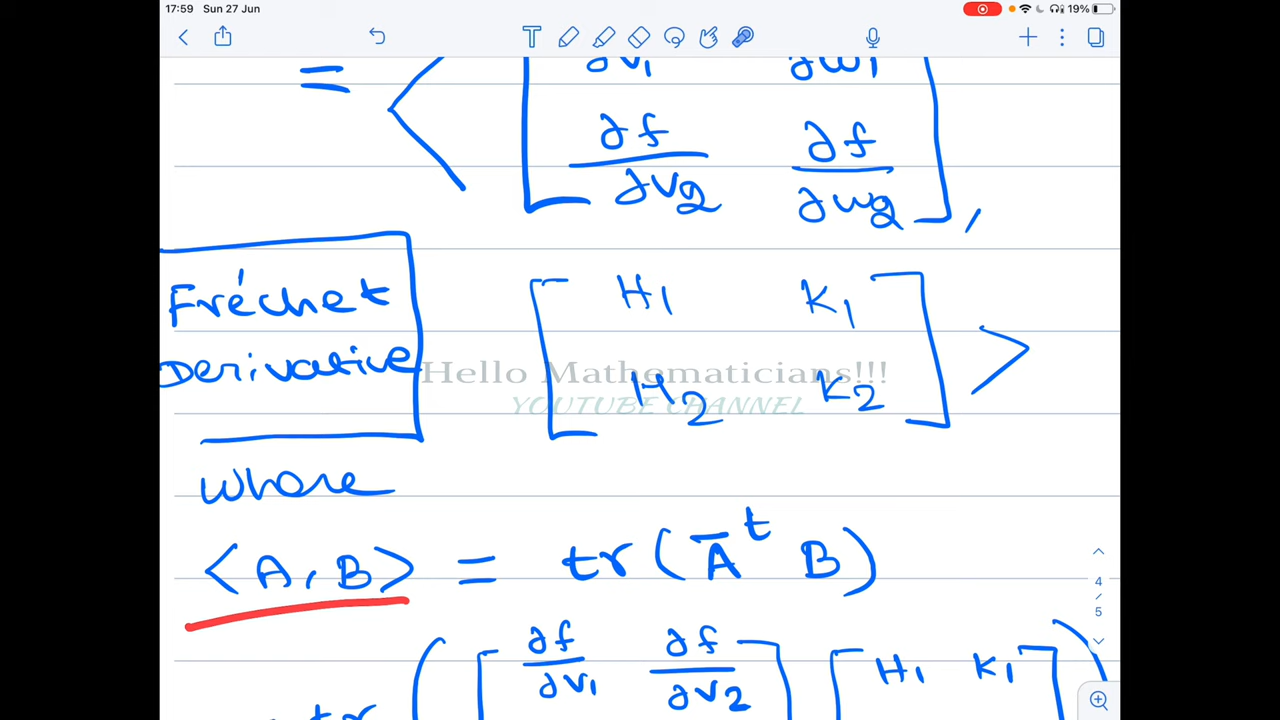 17:59 Sun 27 Jun 19%
= < [ ∂v1 ∂w1
∂f/∂v2 ∂f/∂w2 ] ,
Fréchet
Derivative
[ H1 K1
H2 K2 ] >
Hello Mathematicians!!!
YOUTUBE CHANNEL
where
<A, B> = tr(A̅^t B)
4
/
5
tr ( [ ∂f/∂v1 ∂f/∂v2 ] [ H1 K1 ] )